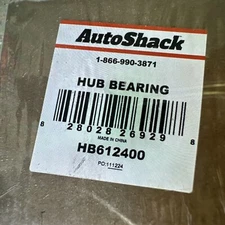 AutoShack
1-866-990-3871
HUB BEARING
8 28028 26929 8
MADE IN CHINA
HB612400
PO:111224